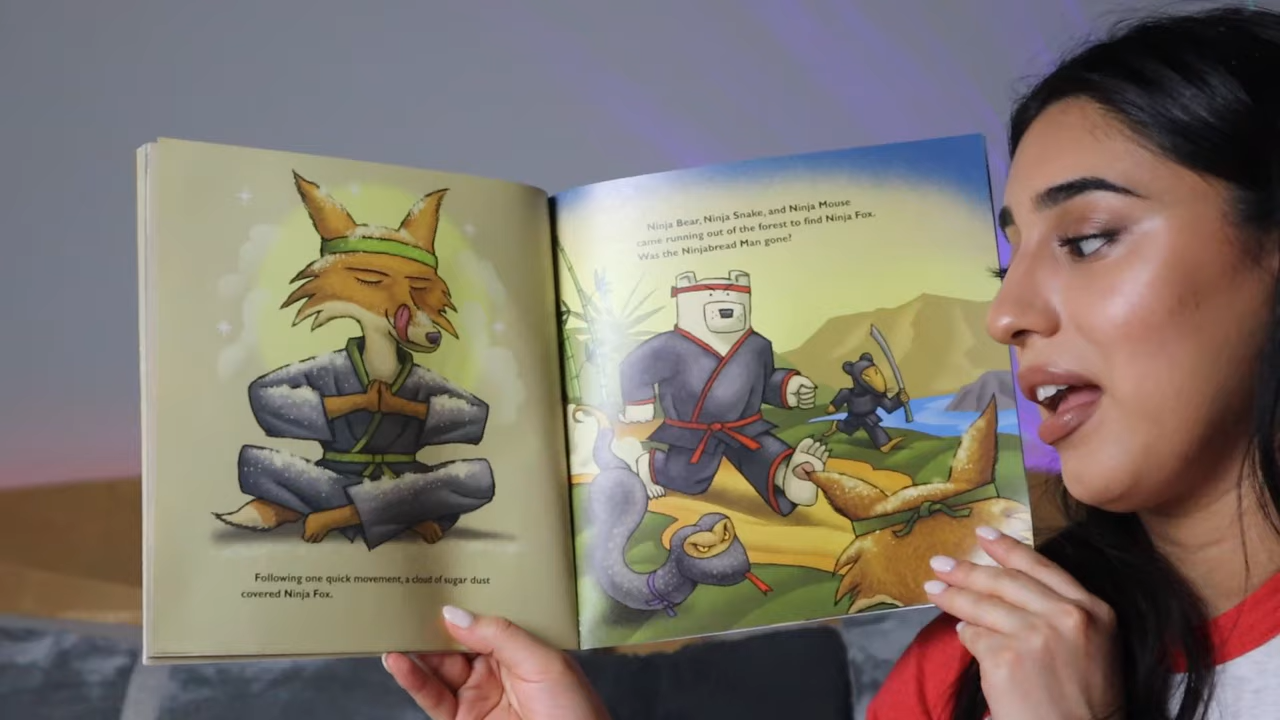 Following one quick movement, a cloud of sugar dust
covered Ninja Fox.
Ninja Bear, Ninja Snake, and Ninja Mouse
came running out of the forest to find Ninja Fox.
Was the Ninjabread Man gone?